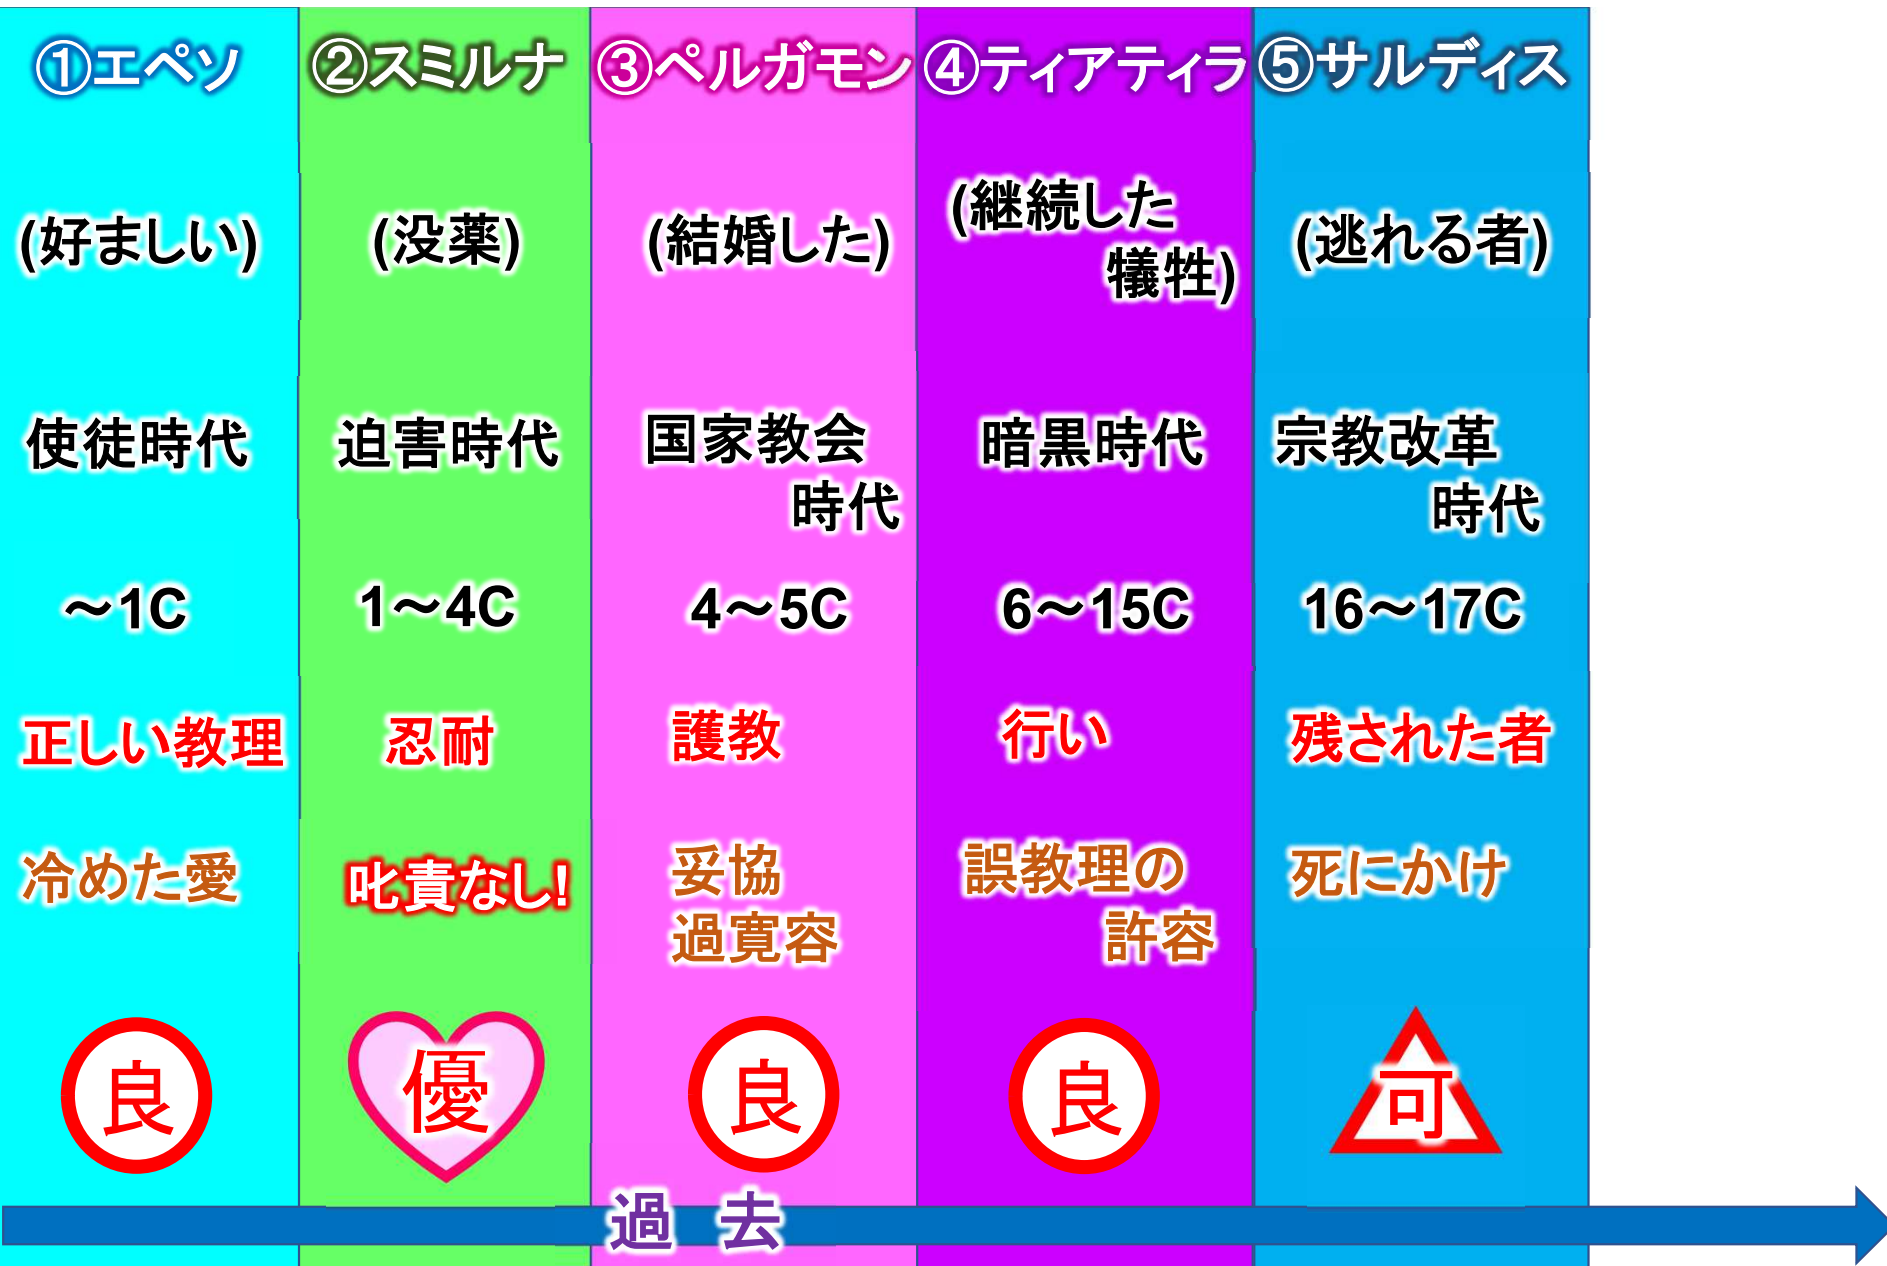 ①エペソ
②スミルナ
③ペルガモン
④ティアティラ
⑤サルディス
(好ましい)
(没薬)
(結婚した)
(継続した
犠牲)
(逃れる者)
使徒時代
迫害時代
国家教会
時代
暗黒時代
宗教改革
時代
～1C
1～4C
4～5C
6～15C
16～17C
正しい教理
忍耐
護教
行い
残された者
冷めた愛
叱責なし!
妥協
過寛容
誤教理の
許容
死にかけ
良
優
良
良
可
過 去